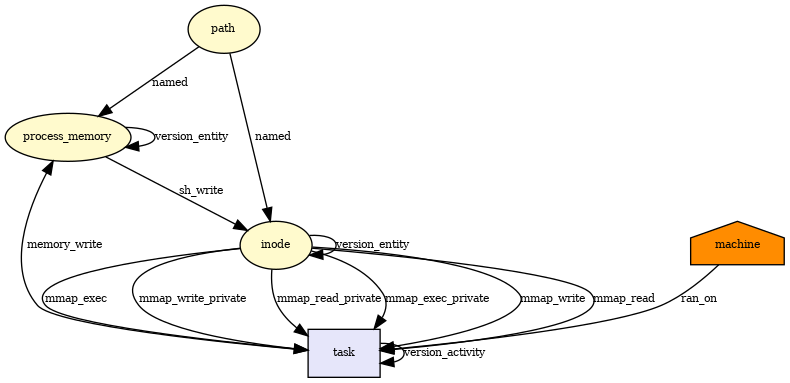 path
named
process_memory
version_entity
named
sh_write
inode
version_entity
machine
memory_write
mmap_exec
mmap_write_private
mmap_read_private
mmap_exec_private
mmap_write
mmap_read
ran_on
task
version_activity